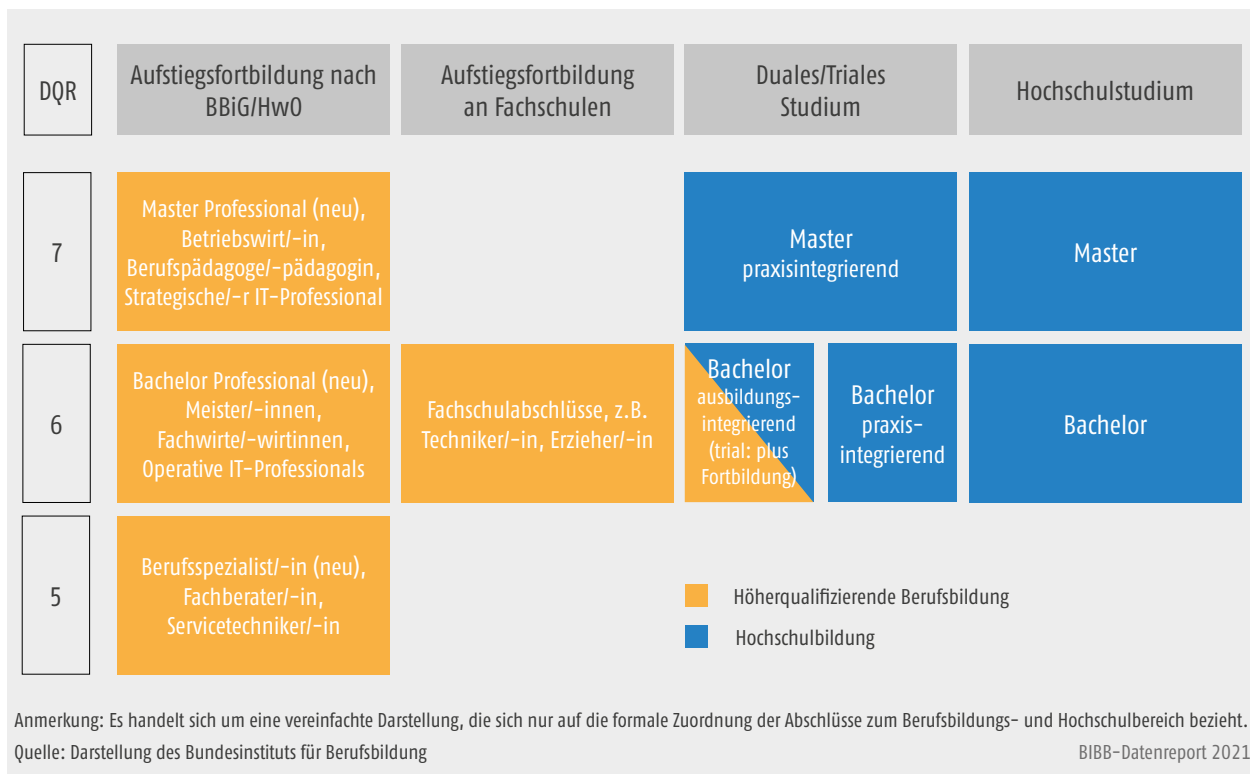 DQR
Aufstiegsfortbildung nach
BBiG/HwO
Aufstiegsfortbildung
an Fachschulen
Duales/Triales
Studium
Hochschulstudium
7
Master Professional (neu),
Betriebswirt/-in,
Berufspädagoge/-pädagogin,
Strategische/-r IT-Professional
Master
praxisintegrierend
Master
6
Bachelor Professional (neu),
Meister/-innen,
Fachwirte/-wirtinnen,
Operative IT-Professionals
Fachschulabschlüsse, z.B.
Techniker/-in, Erzieher/-in
Bachelor
ausbildungs-
integrierend
(trial: plus
Fortbildung)
Bachelor
praxis-
integrierend
Bachelor
5
Berufsspezialist/-in (neu),
Fachberater/-in,
Servicetechniker/-in
Höherqualifizierende Berufsbildung
Hochschulbildung
Anmerkung: Es handelt sich um eine vereinfachte Darstellung, die sich nur auf die formale Zuordnung der Abschlüsse zum Berufsbildungs- und Hochschulbereich bezieht.
Quelle: Darstellung des Bundesinstituts für Berufsbildung
BIBB-Datenreport 2021